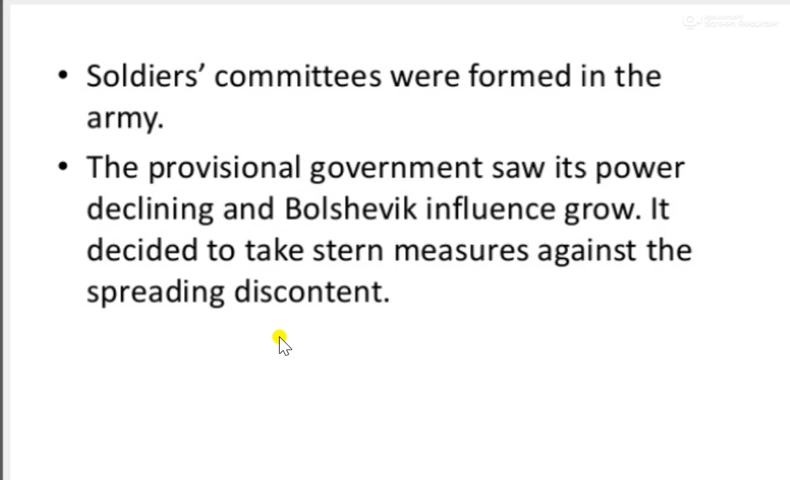 • Soldiers’ committees were formed in the
army.
• The provisional government saw its power
declining and Bolshevik influence grow. It
decided to take stern measures against the
spreading discontent.